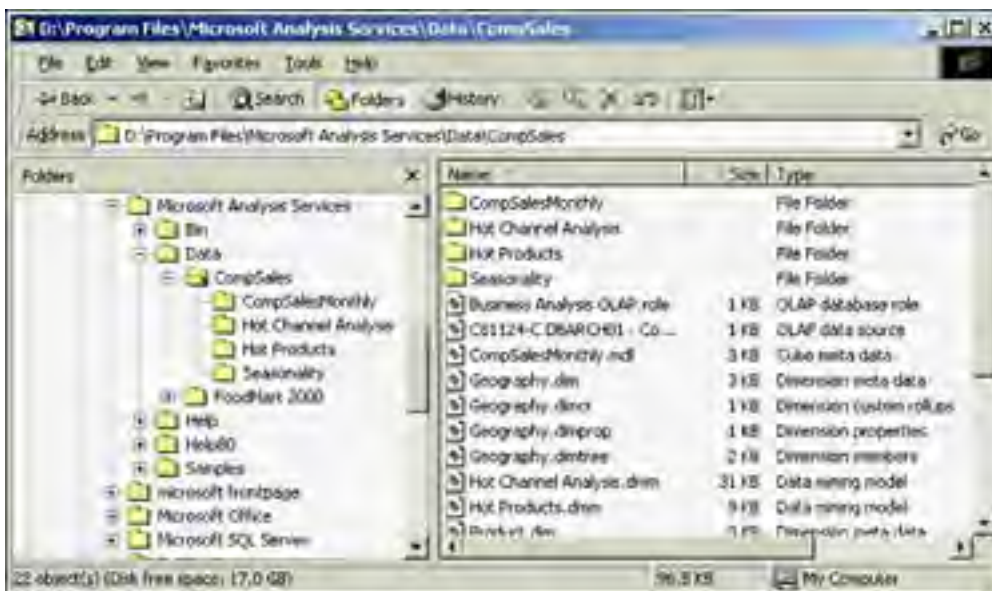 D:\Program Files\Microsoft Analysis Services\Data\CompSales
File Edit View Favorites Tools Help
Back Search Folders History
Address D:\Program Files\Microsoft Analysis Services\Data\CompSales Go
Folders
Microsoft Analysis Services
Bin
Data
CompSales
CompSalesMonthly
Hot Channel Analysis
Hot Products
Seasonality
FoodMart 2000
Help
Help80
Samples
microsoft frontpage
Microsoft Office
Microsoft SQL Server
Name Size Type
CompSalesMonthly File Folder
Hot Channel Analysis File Folder
Hot Products File Folder
Seasonality File Folder
Business Analysis OLAP.role 1 KB OLAP database role
1 KB OLAP data source
CompSalesMonthly.mdl 3 KB Cube meta data
Geography.dim 3 KB Dimension meta data
Geography.dimcr 1 KB Dimension custom rollups
Geography.dimprop 1 KB Dimension properties
Geography.dimtree 2 KB Dimension members
Hot Channel Analysis.dmm 31 KB Data mining model
Hot Products.dmm 9 KB Data mining model
Product.dim 3 KB Dimension meta data
22 object(s) (Disk free space: 17.0 GB) 96.8 KB My Computer